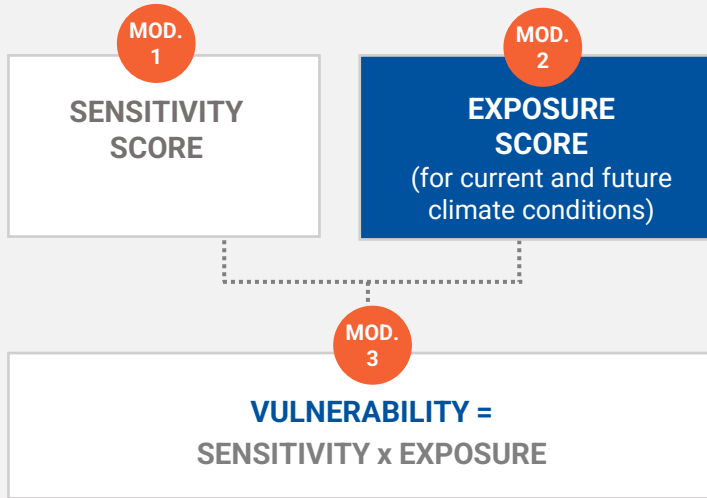 MOD.
1
SENSITIVITY
SCORE
MOD.
2
EXPOSURE
SCORE
(for current and future
climate conditions)
MOD.
3
VULNERABILITY =
SENSITIVITY x EXPOSURE